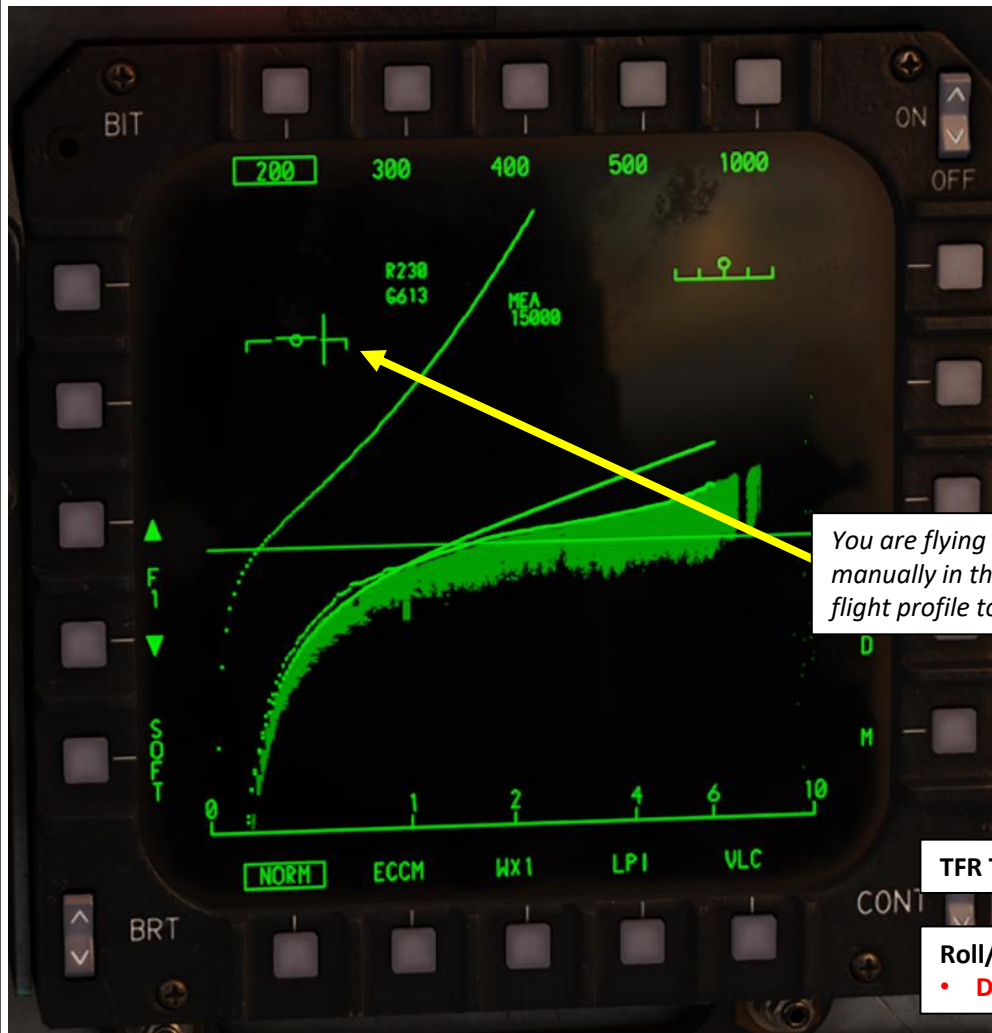 BIT
ON
OFF
200 300 400 500 1000
R230
G613
MEA
15000
F1
You are flying
manually in th
flight profile to
D
SOFT
M
0 1 2 4 6 10
NORM ECCM WX1 LPI VLC
TFR T
CONT
BRT
Roll/
• D